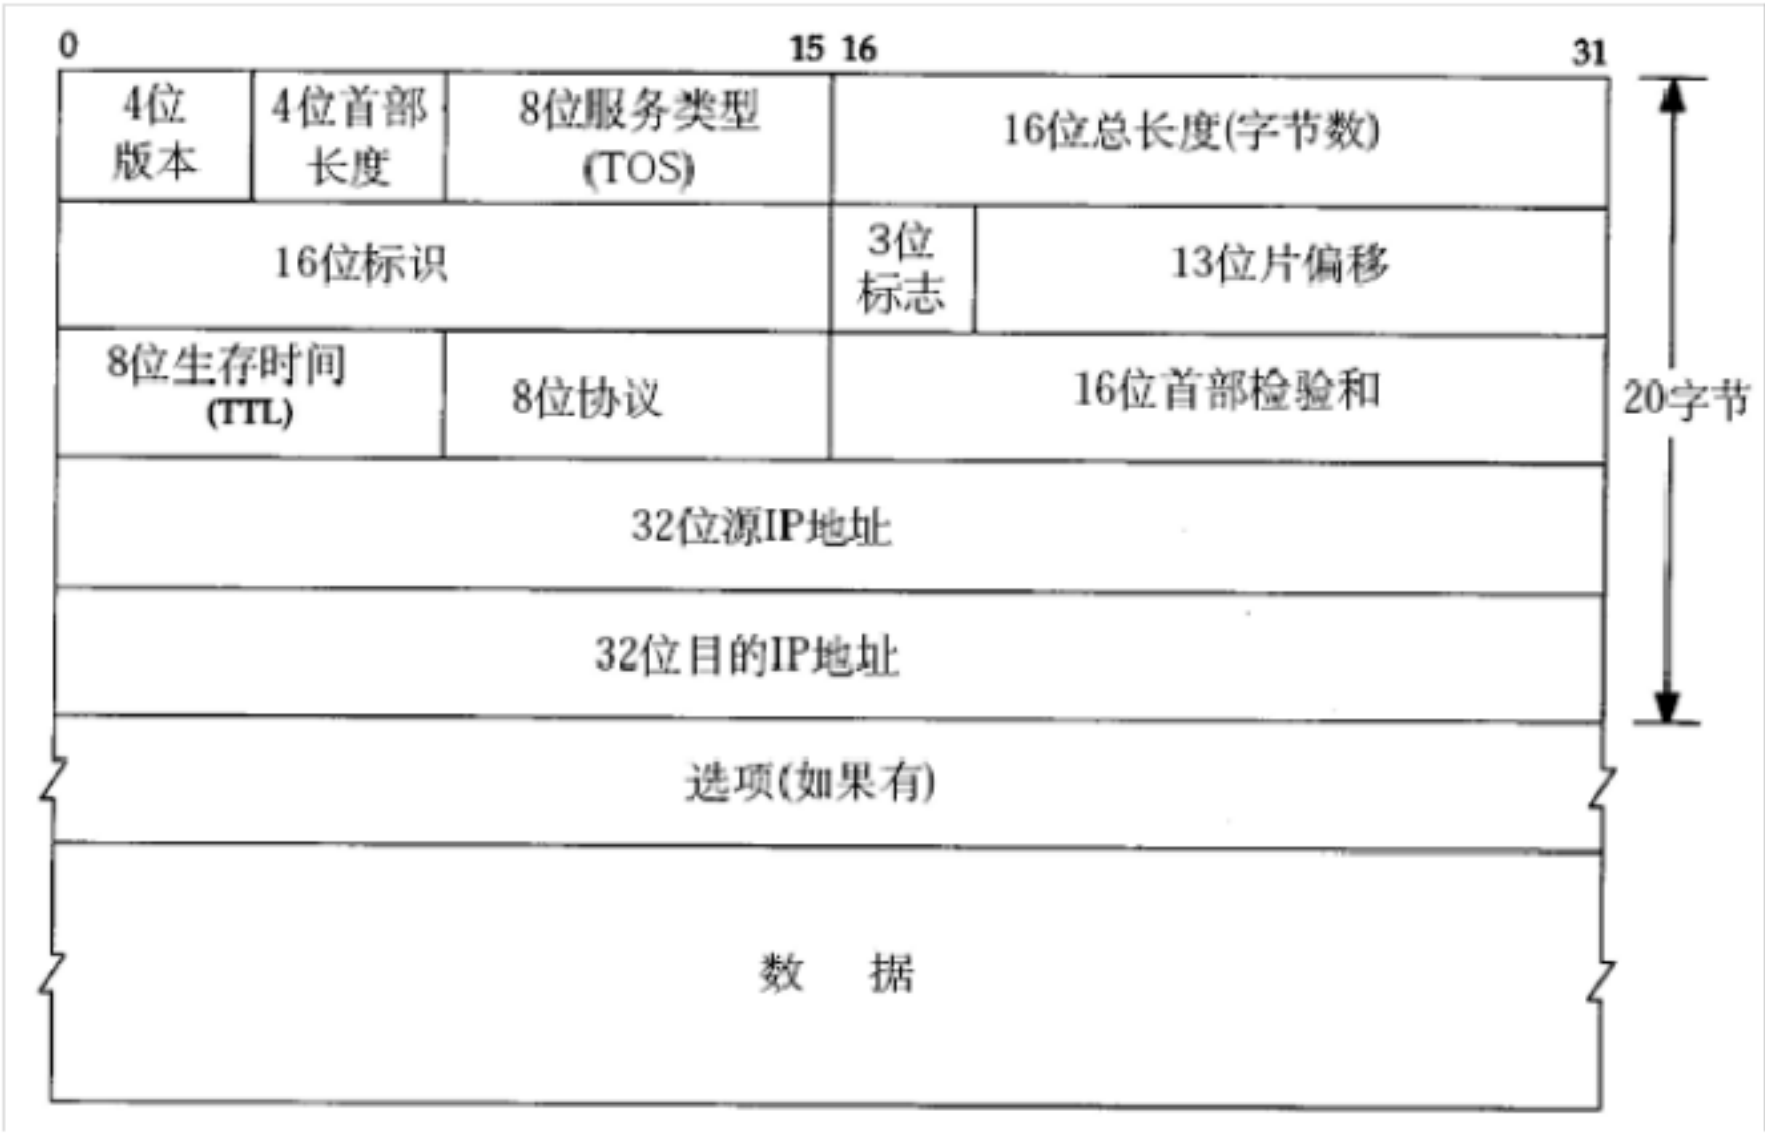 0 15 16 31
4位
版本
4位首部
长度
8位服务类型
(TOS)
16位总长度(字节数)
16位标识
3位
标志
13位片偏移
8位生存时间
(TTL)
8位协议
16位首部检验和
20字节
32位源IP地址
32位目的IP地址
选项(如果有)
数 据